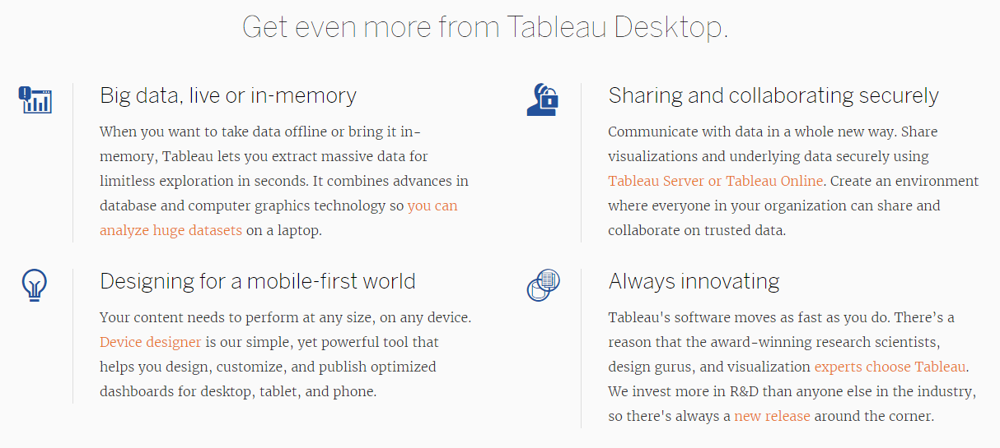 Get even more from Tableau Desktop.
Big data, live or in-memory
When you want to take data offline or bring it in-
memory, Tableau lets you extract massive data for
limitless exploration in seconds. It combines advances in
database and computer graphics technology so you can
analyze huge datasets on a laptop.
Sharing and collaborating securely
Communicate with data in a whole new way. Share
visualizations and underlying data securely using
Tableau Server or Tableau Online. Create an environment
where everyone in your organization can share and
collaborate on trusted data.
Designing for a mobile-first world
Your content needs to perform at any size, on any device.
Device designer is our simple, yet powerful tool that
helps you design, customize, and publish optimized
dashboards for desktop, tablet, and phone.
Always innovating
Tableau's software moves as fast as you do. There's a
reason that the award-winning research scientists,
design gurus, and visualization experts choose Tableau.
We invest more in R&D than anyone else in the industry,
so there's always a new release around the corner.